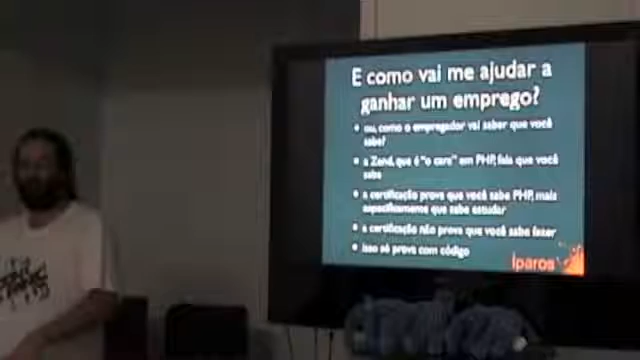 E como vai me ajudar a
ganhar um emprego?
• ou, como o empregador vai saber que você
sabe?
• a Zend, que é "o cara" em PHP, fala que você
sabe
• a certificação prova que você sabe PHP, mais
especificamente que sabe estudar
• a certificação não prova que você sabe fazer
• isso só prova com código
iparos